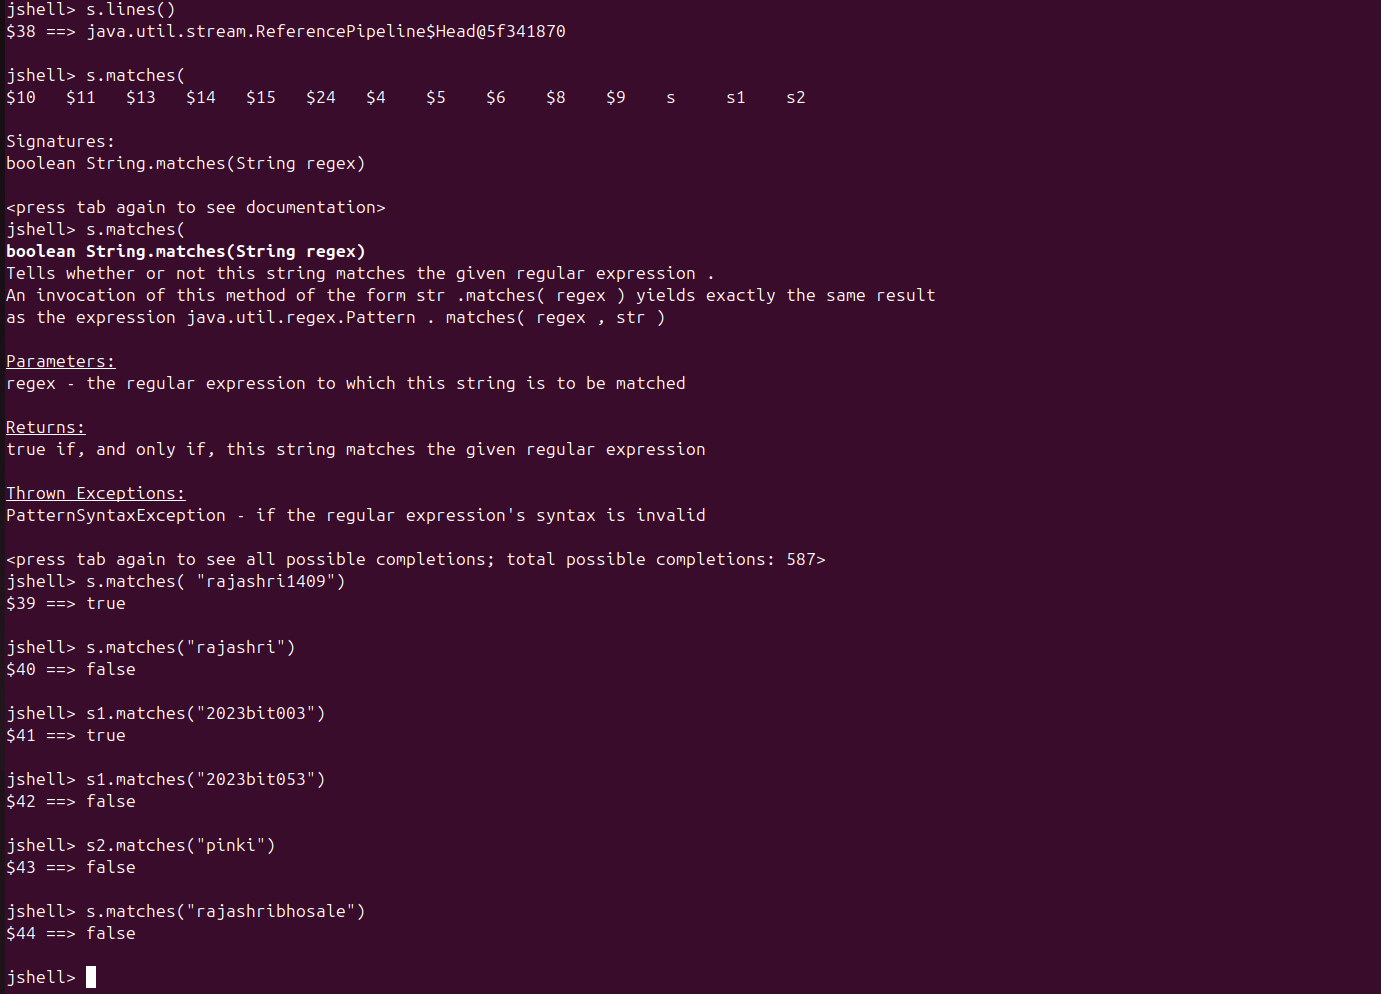 jshell> s.lines()
$38 ==> java.util.stream.ReferencePipeline$Head@5f341870
jshell> s.matches(
$10 $11 $13 $14 $15 $24 $4 $5 $6 $8 $9 s s1 s2
Signatures:
boolean String.matches(String regex)
<press tab again to see documentation>
jshell> s.matches(
boolean String.matches(String regex)
Tells whether or not this string matches the given regular expression .
An invocation of this method of the form str .matches( regex ) yields exactly the same result
as the expression java.util.regex.Pattern . matches( regex , str )
Parameters:
regex - the regular expression to which this string is to be matched
Returns:
true if, and only if, this string matches the given regular expression
Thrown Exceptions:
PatternSyntaxException - if the regular expression's syntax is invalid
<press tab again to see all possible completions; total possible completions: 587>
jshell> s.matches( "rajashri1409")
$39 ==> true
jshell> s.matches("rajashri")
$40 ==> false
jshell> s1.matches("2023bit003")
$41 ==> true
jshell> s1.matches("2023bit053")
$42 ==> false
jshell> s2.matches("pinki")
$43 ==> false
jshell> s.matches("rajashribhosale")
$44 ==> false
jshell>